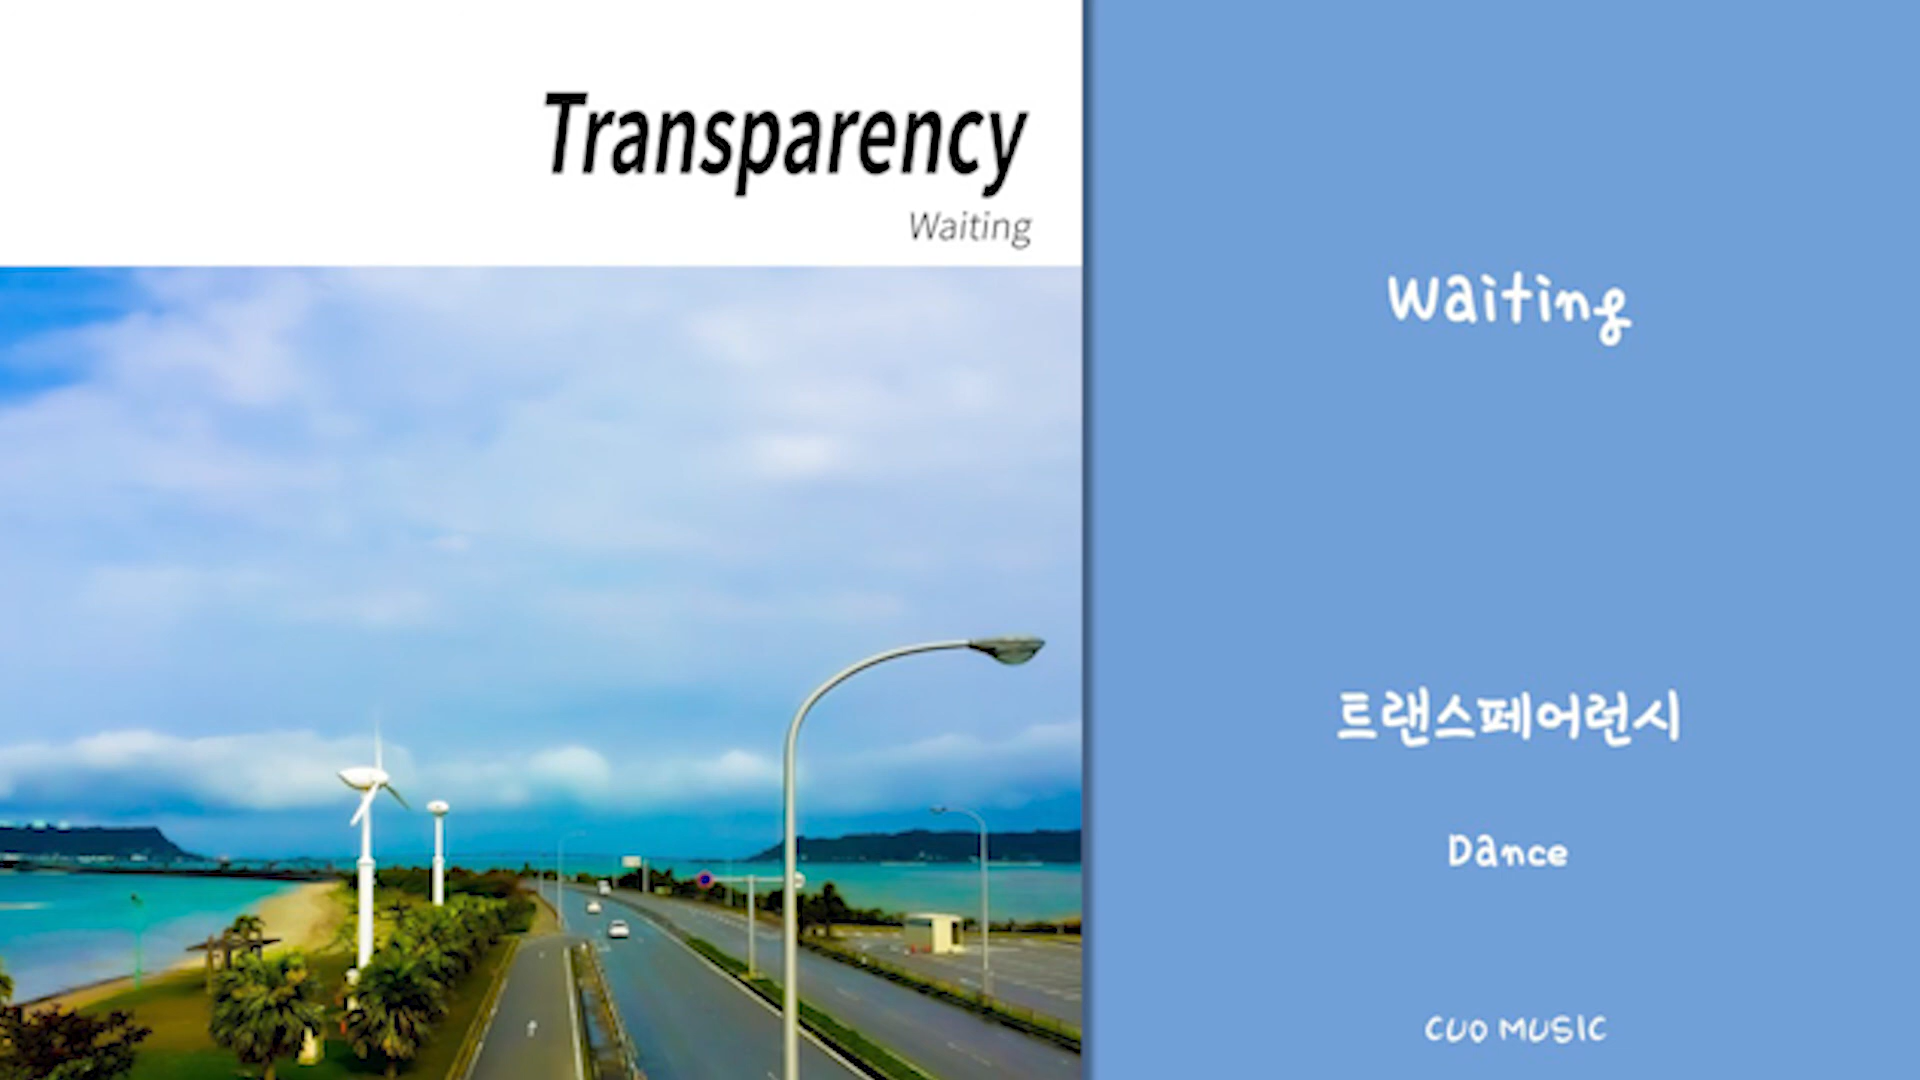 Transparency
Waiting
Waiting
트랜스페어런시
Dance
CUO MUSIC